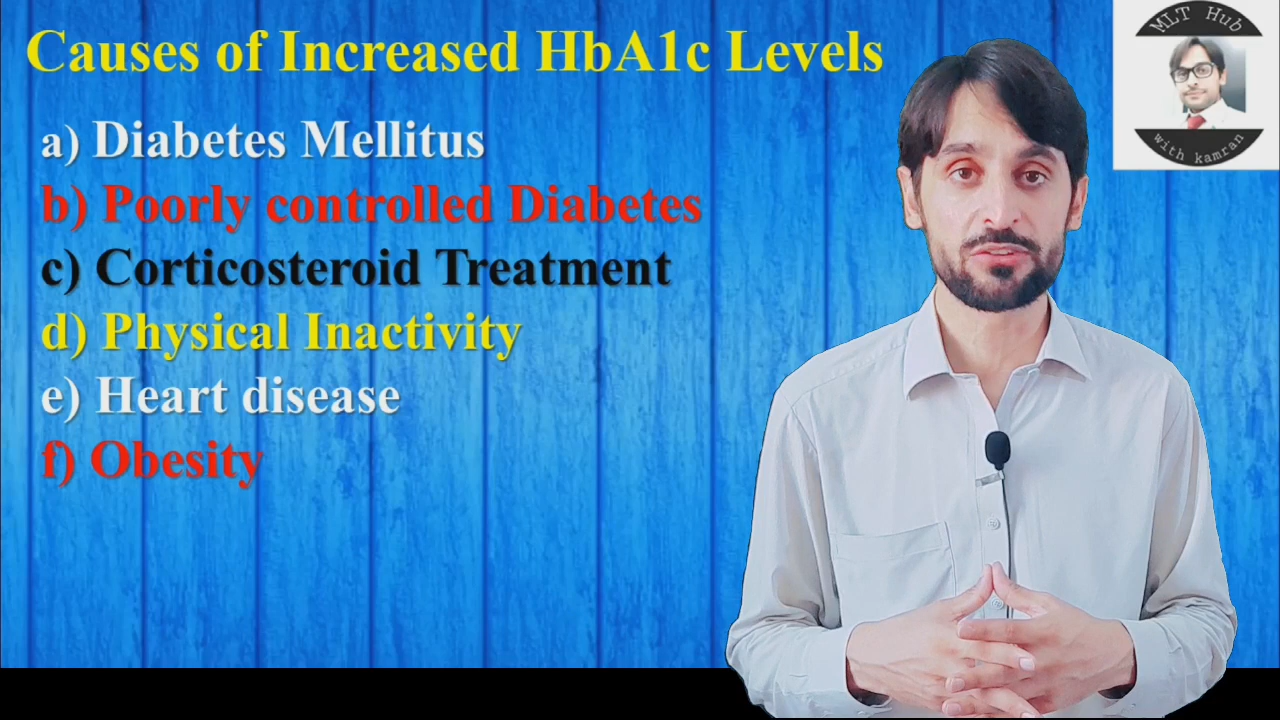 Causes of Increased HbA1c Levels
a) Diabetes Mellitus
b) Poorly controlled Diabetes
c) Corticosteroid Treatment
d) Physical Inactivity
e) Heart disease
f) Obesity
MLT Hub
with kamran